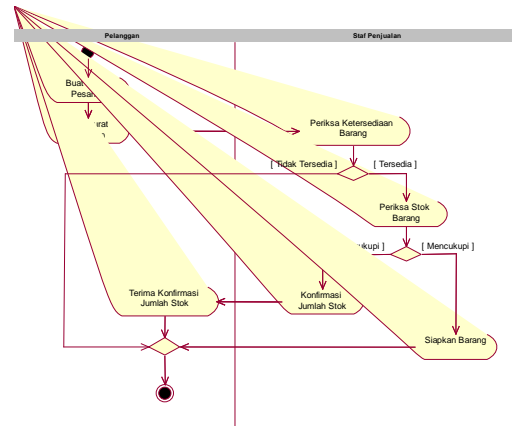 Pelanggan
Staf Penjualan
Periksa Ketersediaan
Barang
[ Tidak Tersedia ]
[ Tersedia ]
Periksa Stok
Barang
[ Mencukupi ]
Terima Konfirmasi
Jumlah Stok
Konfirmasi
Jumlah Stok
Siapkan Barang